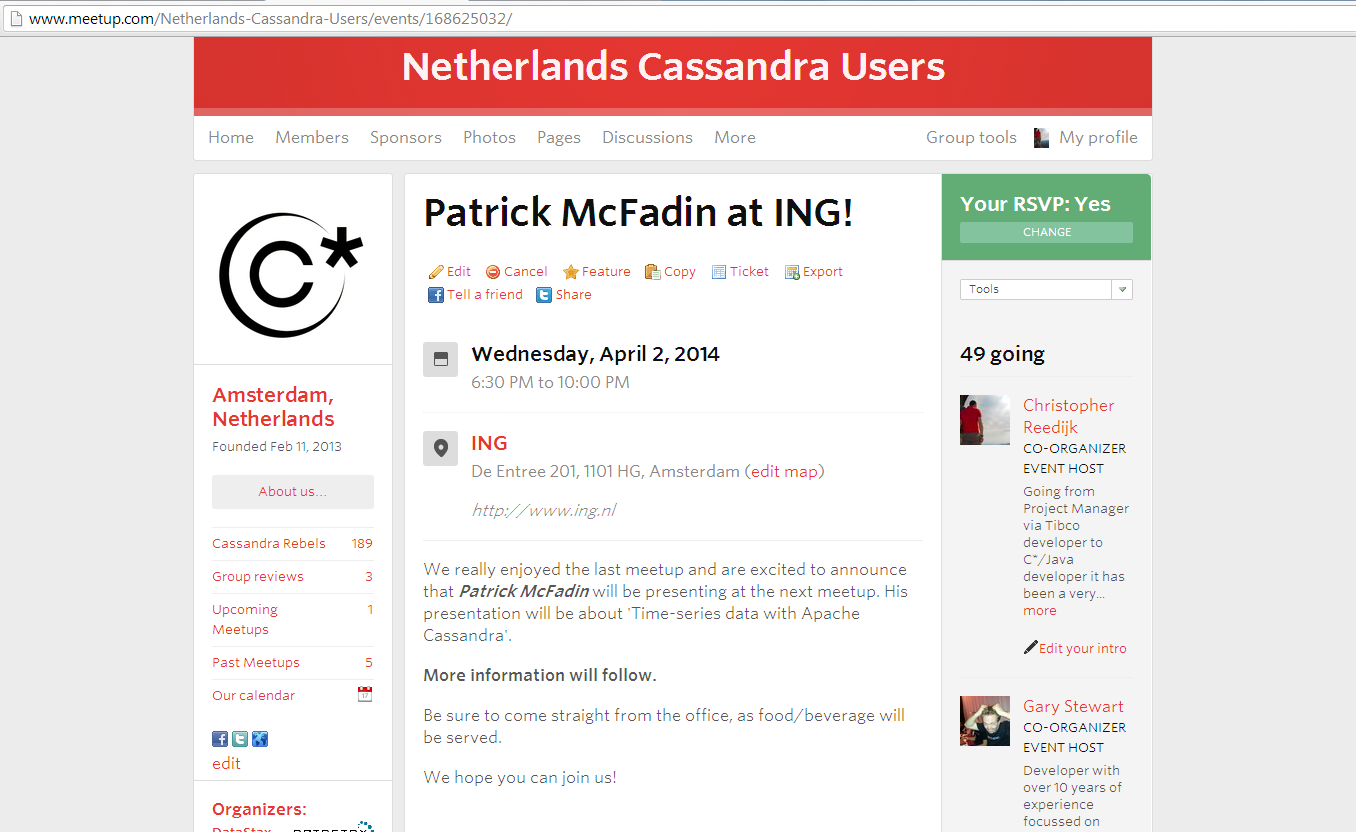 www.meetup.com/Netherlands-Cassandra-Users/events/168625032/
Netherlands Cassandra Users
Home Members Sponsors Photos Pages Discussions More Group tools My profile
C*
Amsterdam,
Netherlands
Founded Feb 11, 2013
About us...
Cassandra Rebels 189
Group reviews 3
Upcoming
Meetups 1
Past Meetups 5
Our calendar
edit
Organizers:
DataStax
Patrick McFadin at ING!
Edit Cancel Feature Copy Ticket Export
Tell a friend Share
Wednesday, April 2, 2014
6:30 PM to 10:00 PM
ING
De Entree 201, 1101 HG, Amsterdam (edit map)
http://www.ing.nl
We really enjoyed the last meetup and are excited to announce
that Patrick McFadin will be presenting at the next meetup. His
presentation will be about 'Time-series data with Apache
Cassandra'.
More information will follow.
Be sure to come straight from the office, as food/beverage will
be served.
We hope you can join us!
Your RSVP: Yes
CHANGE
Tools
49 going
Christopher
Reedijk
CO-ORGANIZER
EVENT HOST
Going from
Project Manager
via Tibco
developer to
C*/Java
developer it has
been a very...
more
Edit your intro
Gary Stewart
CO-ORGANIZER
EVENT HOST
Developer with
over 10 years of
experience
focussed on